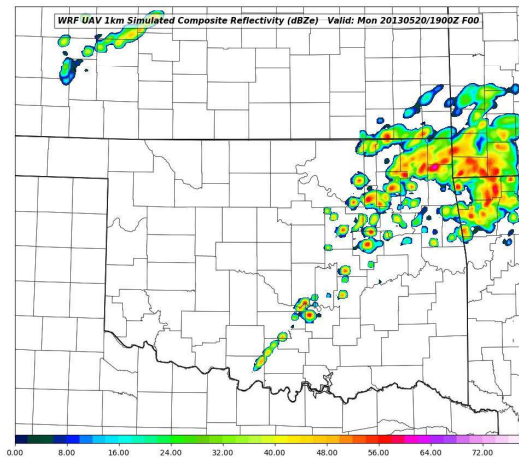 WRF UAV 1km Simulated Composite Reflectivity (dBZe)   Valid: Mon 20130520/1900Z F00
0.00 8.00 16.00 24.00 32.00 40.00 48.00 56.00 64.00 72.00